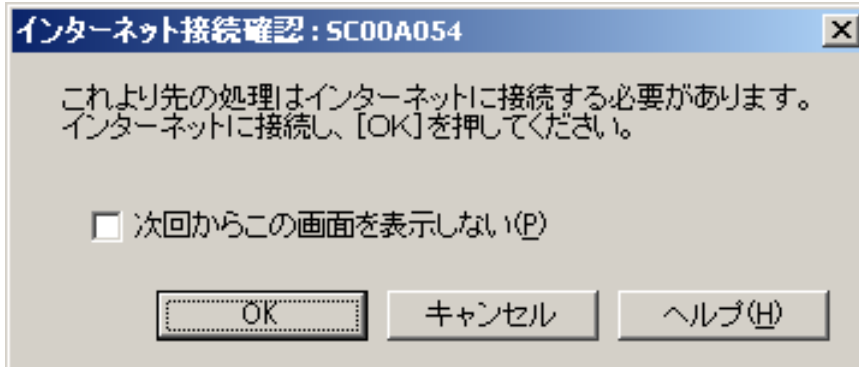 インターネット接続確認：SC00A054
これより先の処理はインターネットに接続する必要があります。
インターネットに接続し、[OK]を押してください。
次回からこの画面を表示しない(P)
OK
キャンセル
ヘルプ(H)